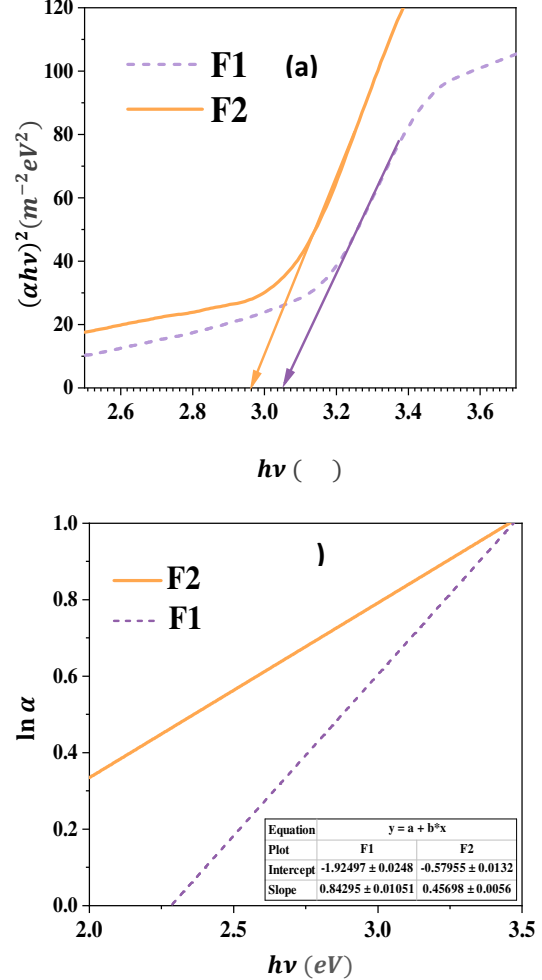 120
100
80
60
40
20
0
(αhν)²(m⁻²eV²)
F1
(a)
F2
2.6 2.8 3.0 3.2 3.4 3.6
hν ( )
1.0
0.8
0.6
0.4
0.2
0.0
ln α
)
F2
F1
Equation y = a + b*x
Plot F1 F2
Intercept -1.92497 ± 0.0248 -0.57955 ± 0.0132
Slope 0.84295 ± 0.01051 0.45698 ± 0.0056
2.0 2.5 3.0 3.5
hν (eV)